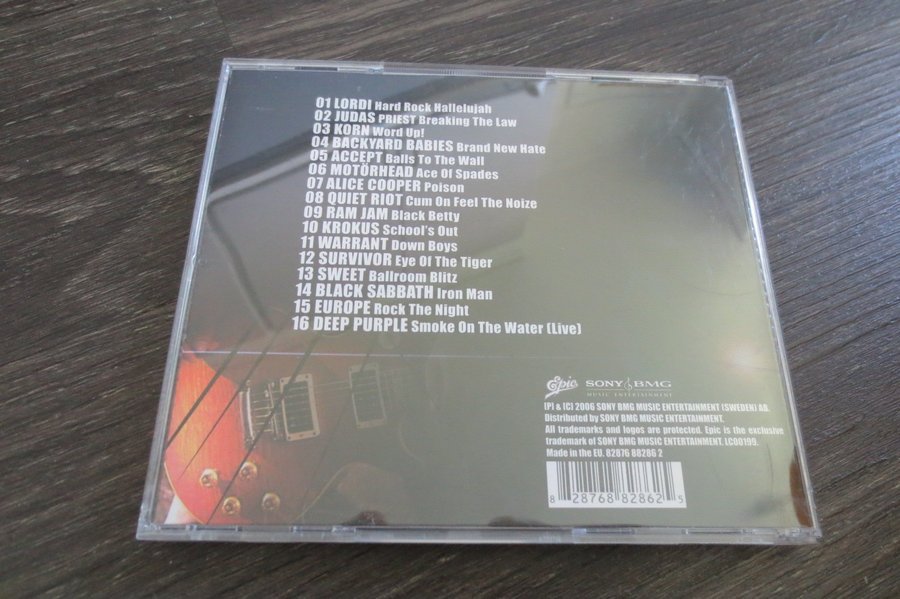 01 LORDI Hard Rock Hallelujah
02 JUDAS PRIEST Breaking The Law
03 KORN Word Up!
04 BACKYARD BABIES Brand New Hate
05 ACCEPT Balls To The Wall
06 MOTÖRHEAD Ace Of Spades
07 ALICE COOPER Poison
08 QUIET RIOT Cum On Feel The Noize
09 RAM JAM Black Betty
10 KROKUS School's Out
11 WARRANT Down Boys
12 SURVIVOR Eye Of The Tiger
13 SWEET Ballroom Blitz
14 BLACK SABBATH Iron Man
15 EUROPE Rock The Night
16 DEEP PURPLE Smoke On The Water (Live)
Epic SONY BMG
MUSIC ENTERTAINMENT
(P) & (C) 2006 SONY BMG MUSIC ENTERTAINMENT (SWEDEN) AB.
Distributed by SONY BMG MUSIC ENTERTAINMENT.
All trademarks and logos are protected. Epic is the exclusive
trademark of SONY BMG MUSIC ENTERTAINMENT. LC00199.
Made in the EU. 82876 88286 2
8 28768 82862 5